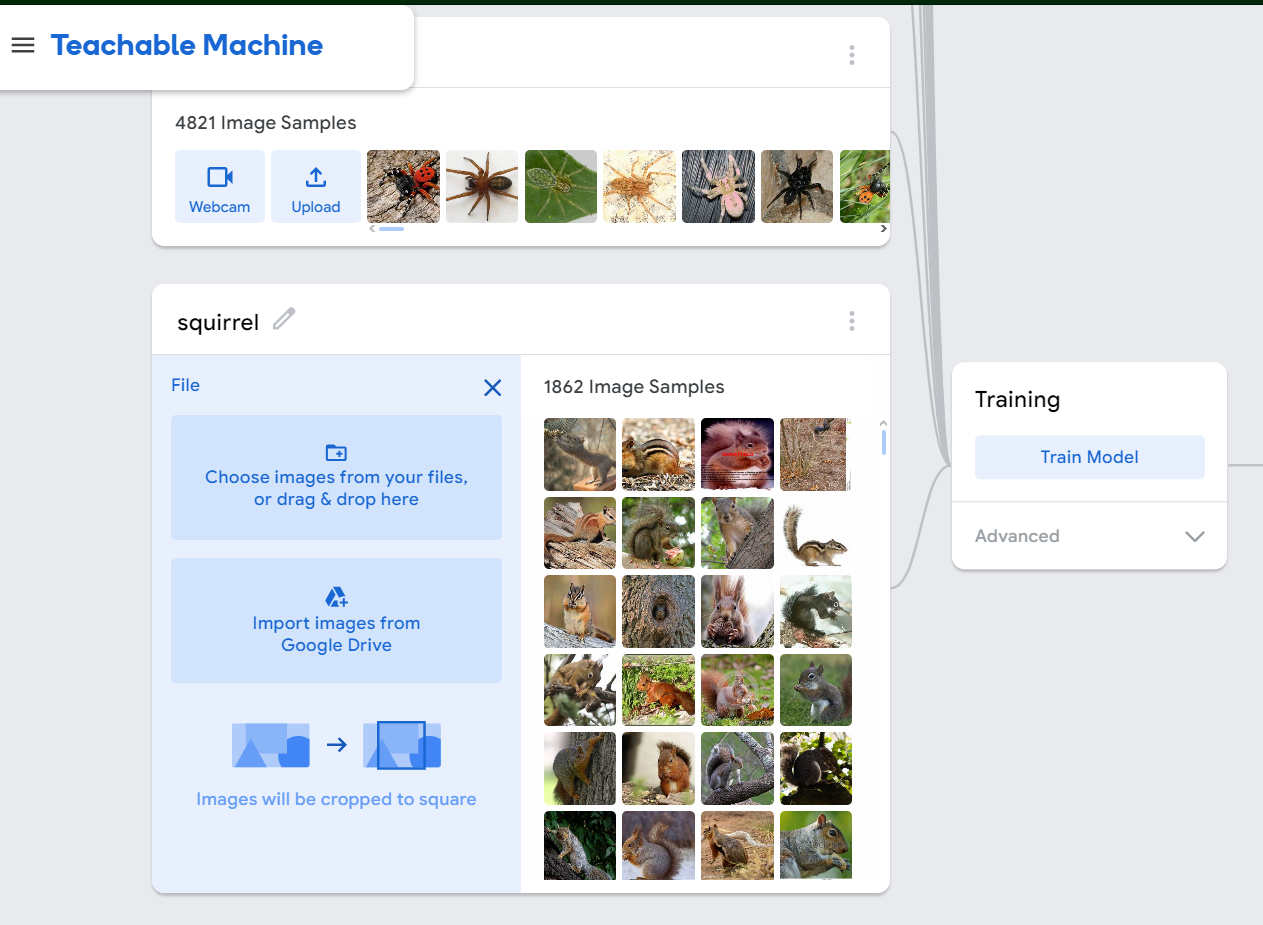 Teachable Machine
4821 Image Samples
Webcam
Upload
squirrel
File
Choose images from your files,
or drag & drop here
Import images from
Google Drive
Images will be cropped to square
1862 Image Samples
Training
Train Model
Advanced